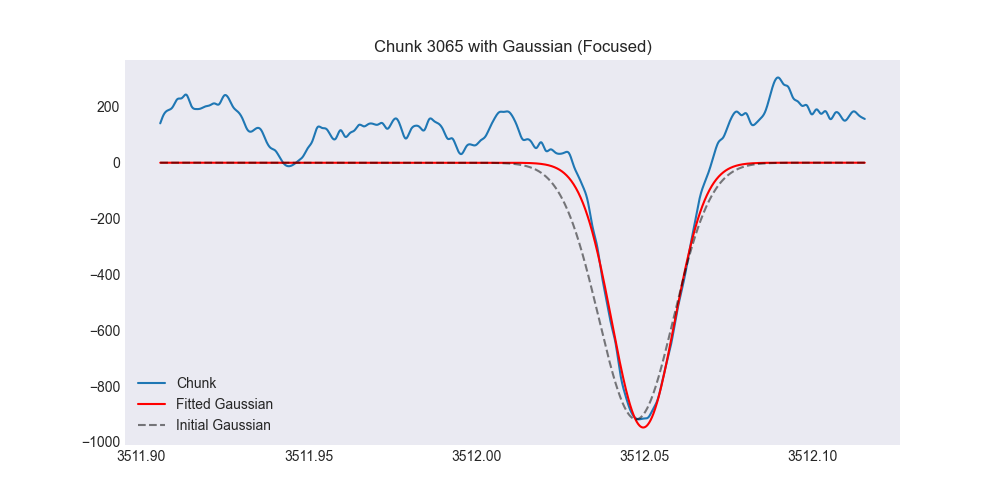 Chunk 3065 with Gaussian (Focused)
200
0
−200
−400
−600
−800
−1000
Chunk
Fitted Gaussian
Initial Gaussian
3511.90 3511.95 3512.00 3512.05 3512.10